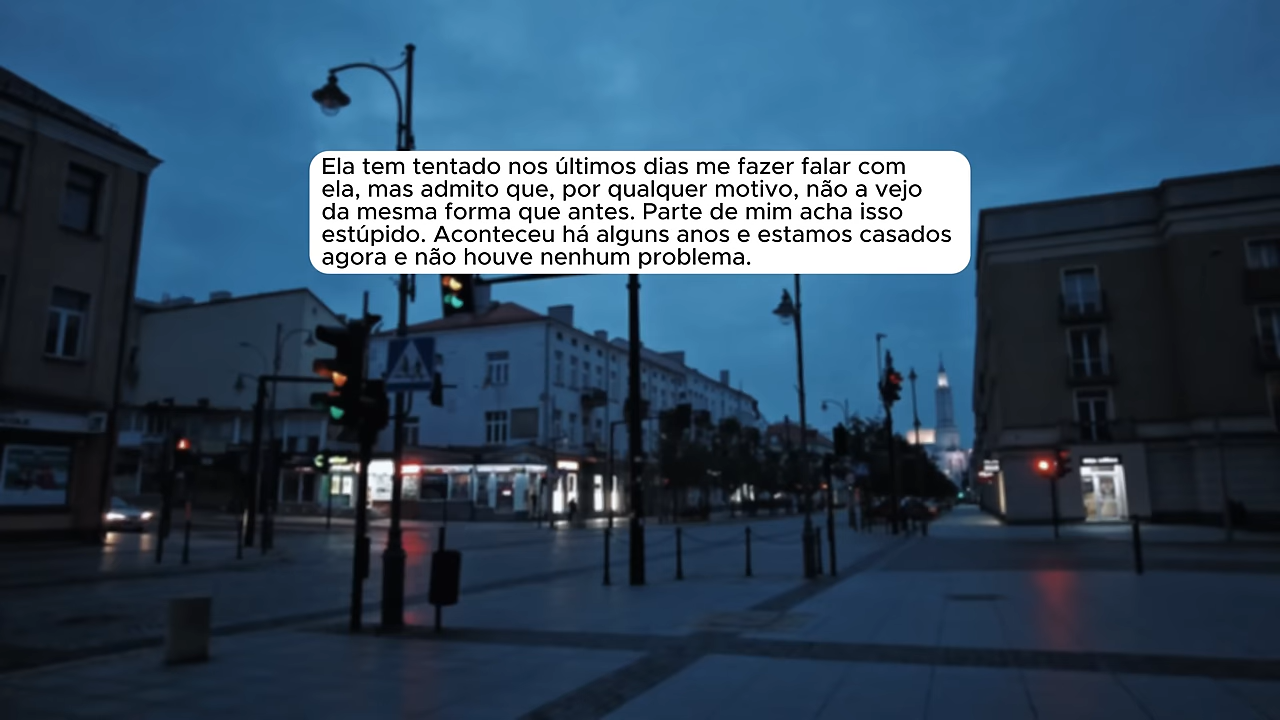 Ela tem tentado nos últimos dias me fazer falar com
ela, mas admito que, por qualquer motivo, não a vejo
da mesma forma que antes. Parte de mim acha isso
estúpido. Aconteceu há alguns anos e estamos casados
agora e não houve nenhum problema.